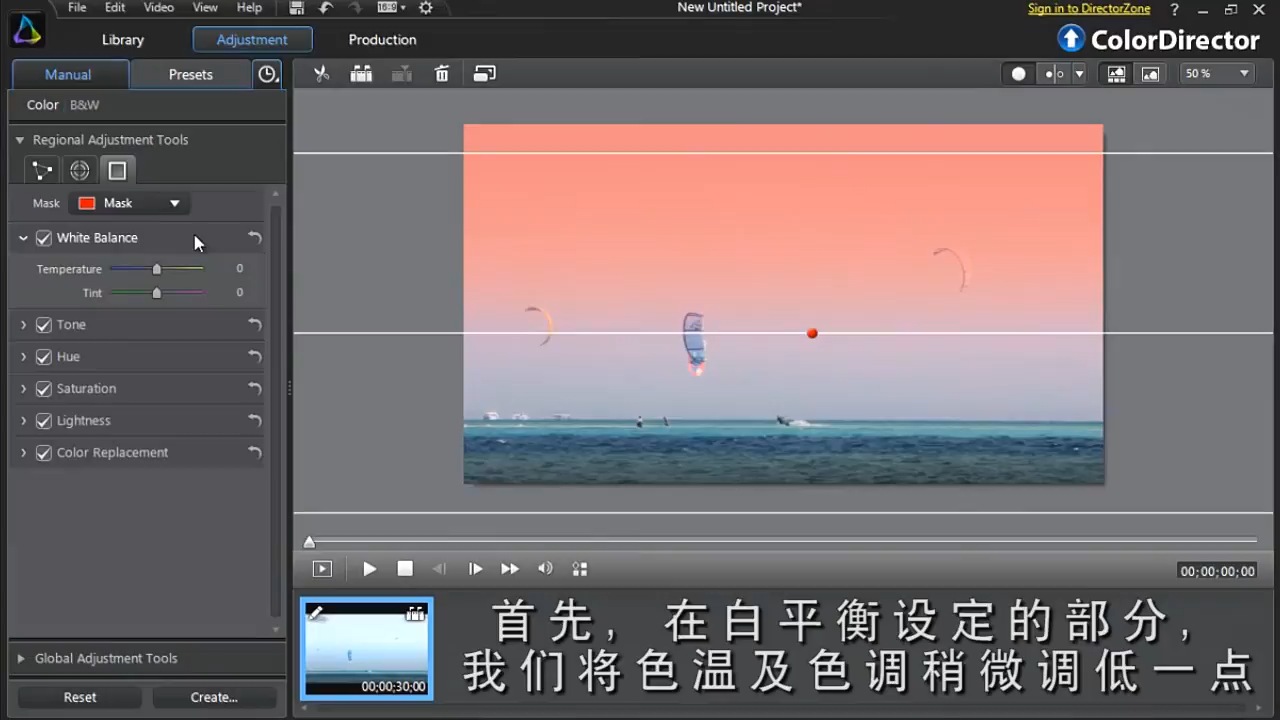 File Edit Video View Help 16:9 New Untitled Project* Sign in to DirectorZone ?
Library Adjustment Production ColorDirector
Manual Presets 50 %
Color B&W
Regional Adjustment Tools
Mask Mask
White Balance
Temperature 0
Tint 0
Tone
Hue
Saturation
Lightness
Color Replacement
00;00;00;00
00;00;30;00
首先，在白平衡设定的部分，
我们将色温及色调稍微调低一点
Global Adjustment Tools
Reset Create...